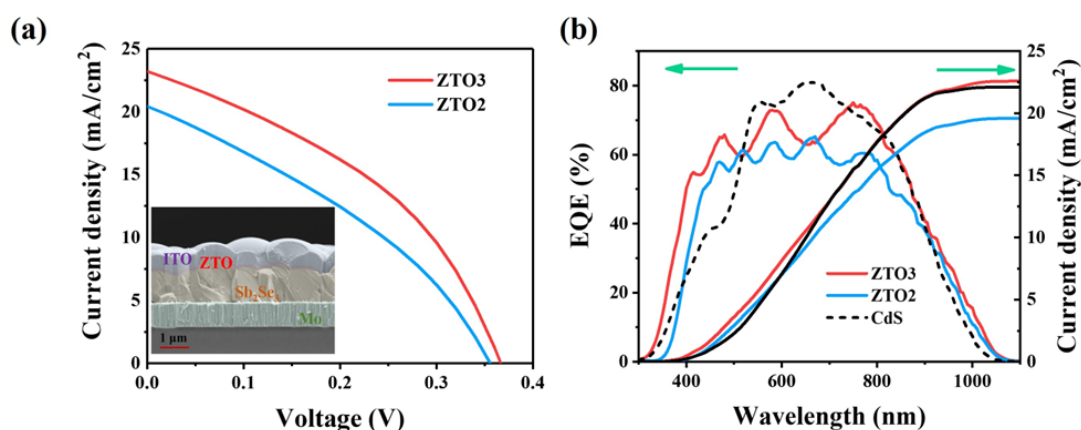 (a)
Current density (mA/cm²)
25
20
15
10
5
0
ZTO3
ZTO2
ITO
ZTO
Sb₂Se₃
Mo
1 μm
0.0 0.1 0.2 0.3 0.4
Voltage (V)
(b)
EQE (%)
80
60
40
20
0
ZTO3
ZTO2
CdS
25
20
15
10
5
0
Current density (mA/cm²)
400 600 800 1000
Wavelength (nm)